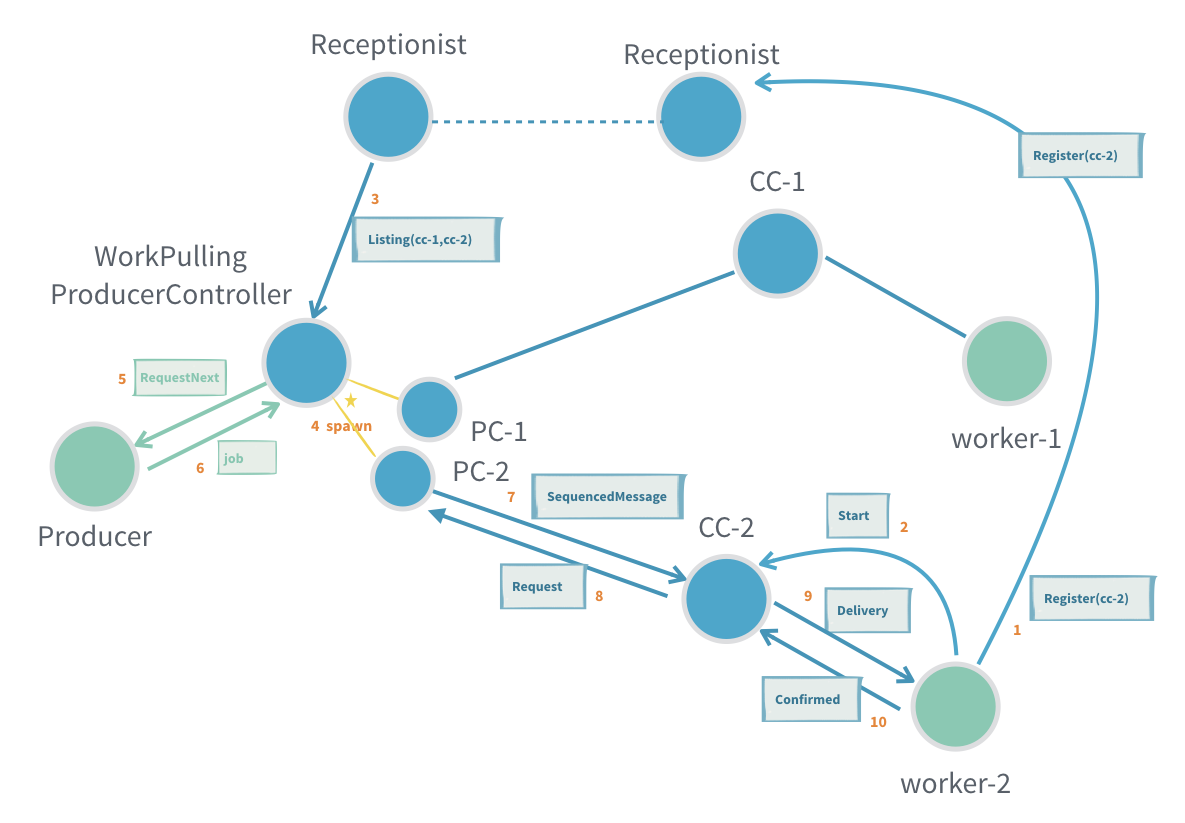 Receptionist
Receptionist
Register(cc-2)
CC-1
3
Listing(cc-1,cc-2)
WorkPulling
ProducerController
5
RequestNext
4 spawn
PC-1
worker-1
6
job
PC-2
Producer
7
SequencedMessage
Start
2
CC-2
Request
8
9
Delivery
Register(cc-2)
1
Confirmed
10
worker-2